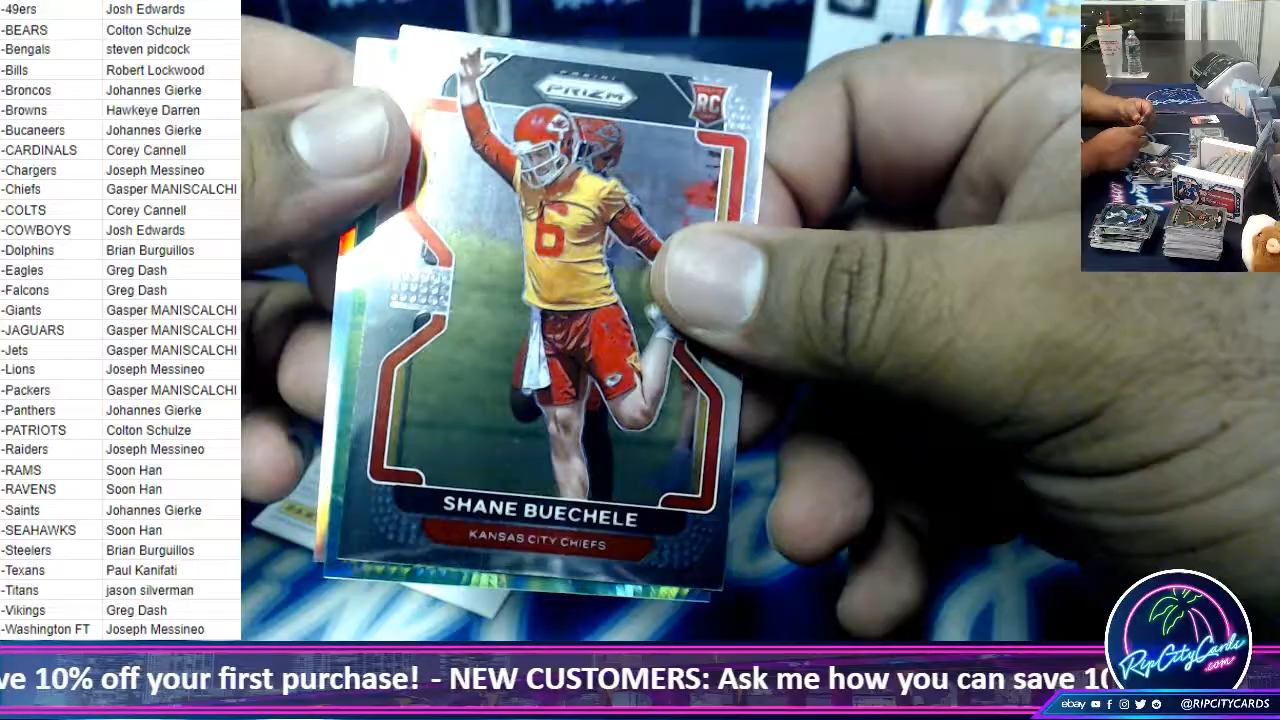 -49ers Josh Edwards
-BEARS Colton Schulze
-Bengals steven pidcock
-Bills Robert Lockwood
-Broncos Johannes Gierke
-Browns Hawkeye Darren
-Bucaneers Johannes Gierke
-CARDINALS Corey Cannell
-Chargers Joseph Messineo
-Chiefs Gasper MANISCALCHI
-COLTS Corey Cannell
-COWBOYS Josh Edwards
-Dolphins Brian Burguillos
-Eagles Greg Dash
-Falcons Greg Dash
-Giants Gasper MANISCALCHI
-JAGUARS Gasper MANISCALCHI
-Jets Gasper MANISCALCHI
-Lions Joseph Messineo
-Packers Gasper MANISCALCHI
-Panthers Johannes Gierke
-PATRIOTS Colton Schulze
-Raiders Joseph Messineo
-RAMS Soon Han
-RAVENS Soon Han
-Saints Johannes Gierke
-SEAHAWKS Soon Han
-Steelers Brian Burguillos
-Texans Paul Kanifati
-Titans jason silverman
-Vikings Greg Dash
-Washington FT Joseph Messineo
PANINI
PRIZM
RC
6
SHANE BUECHELE
KANSAS CITY CHIEFS
ve 10% off your first purchase! - NEW CUSTOMERS: Ask me how you can save 10
RipCityCards
.com
ebay @RIPCITYCARDS